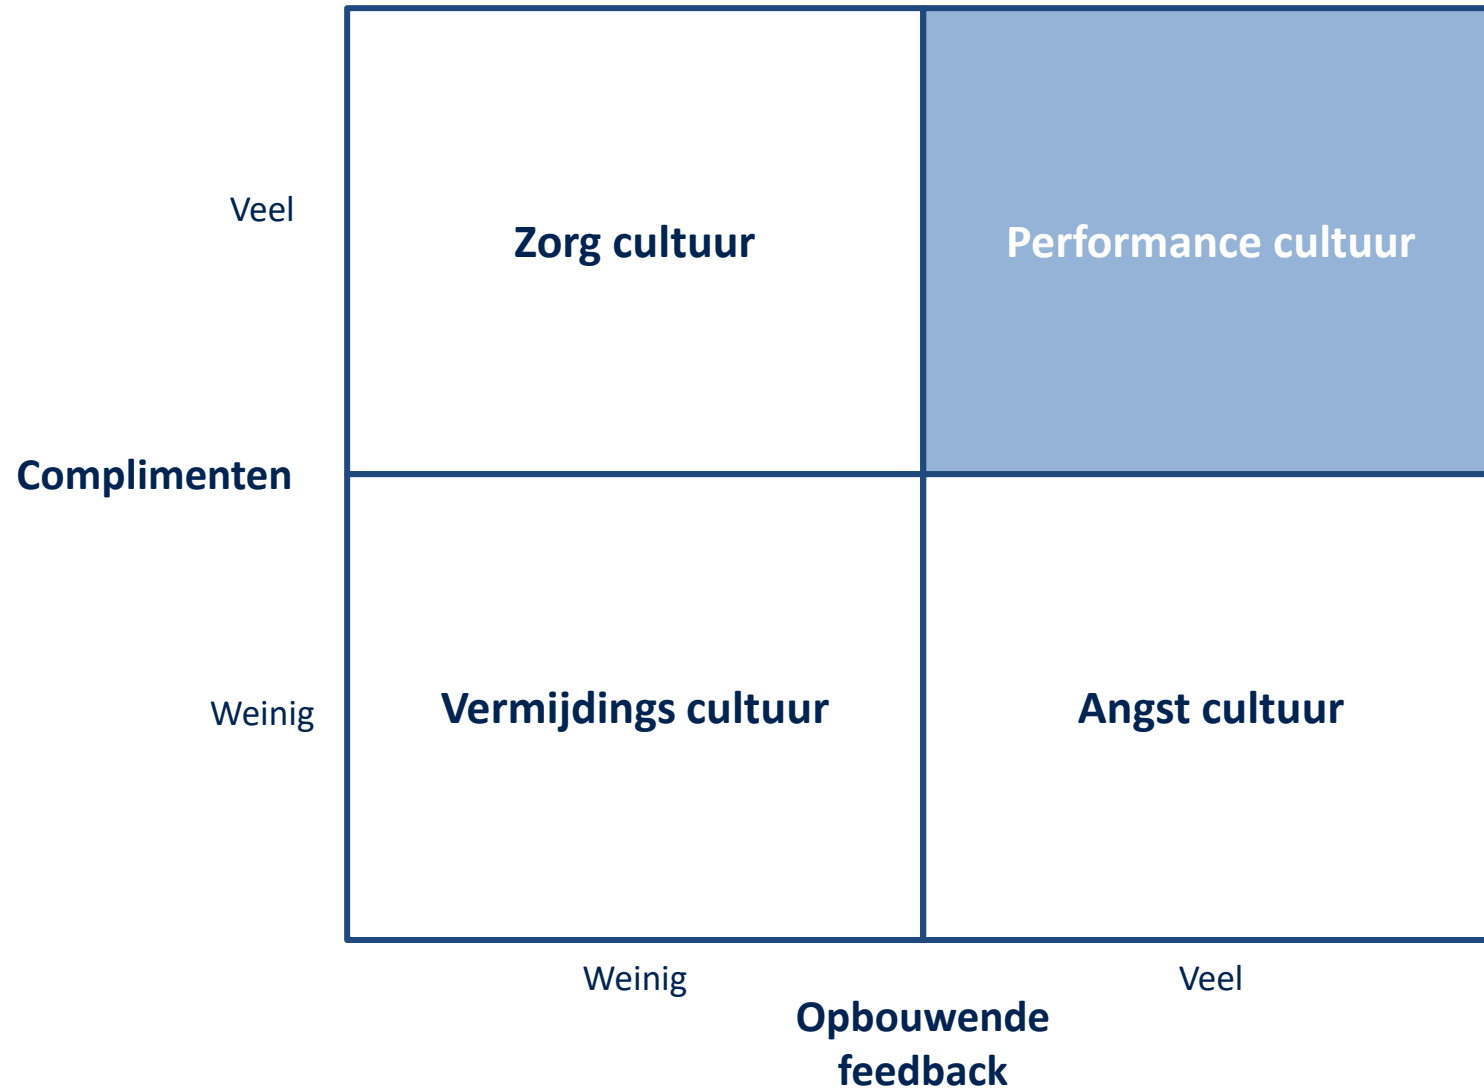 Veel
Zorg cultuur
Performance cultuur
Complimenten
Weinig
Vermijdings cultuur
Angst cultuur
Weinig
Veel
Opbouwende
feedback